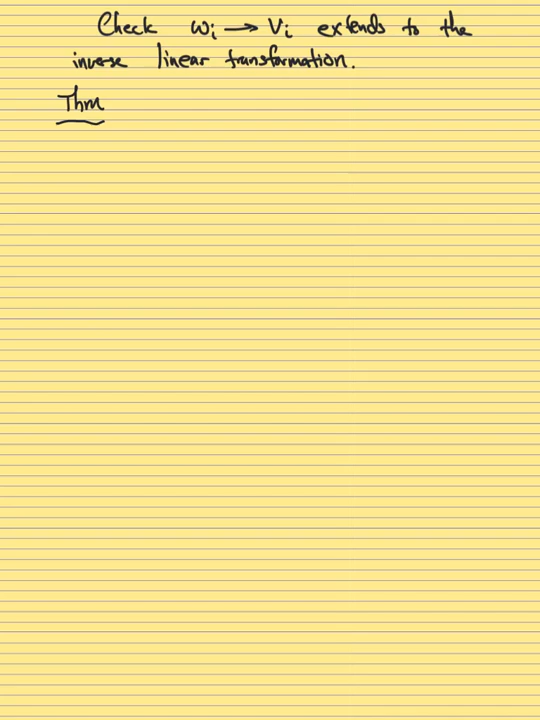 Check wi → vi extends to the
inverse linear transformation.
Thm